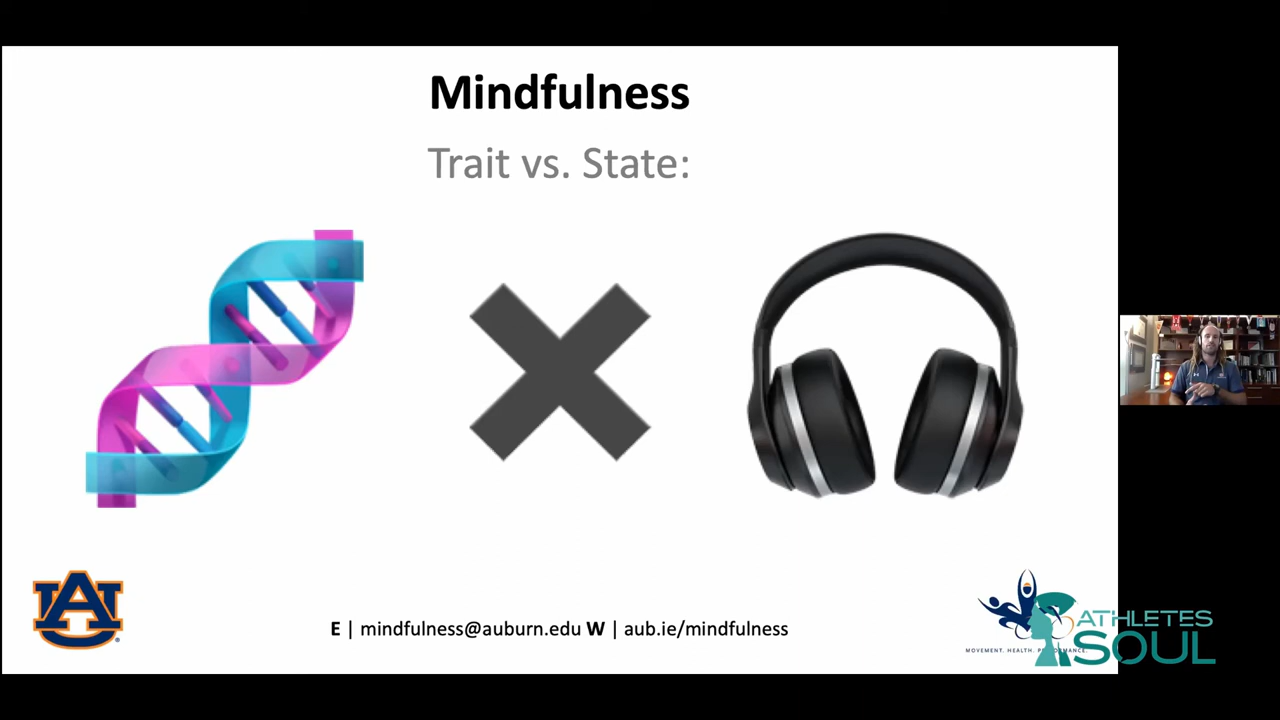 Mindfulness
Trait vs. State:
E | mindfulness@auburn.edu W | aub.ie/mindfulness
AU
ATHLETES
SOUL
MOVEMENT. HEALTH. PERFORMANCE.